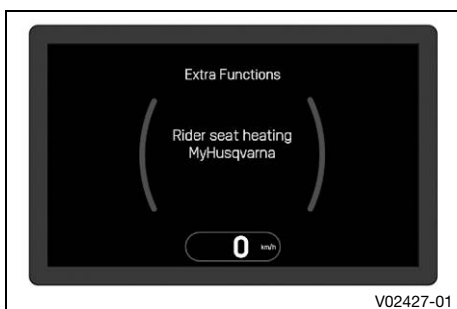 Extra Functions
Rider seat heating
MyHusqvarna
0 km/h
V02427-01